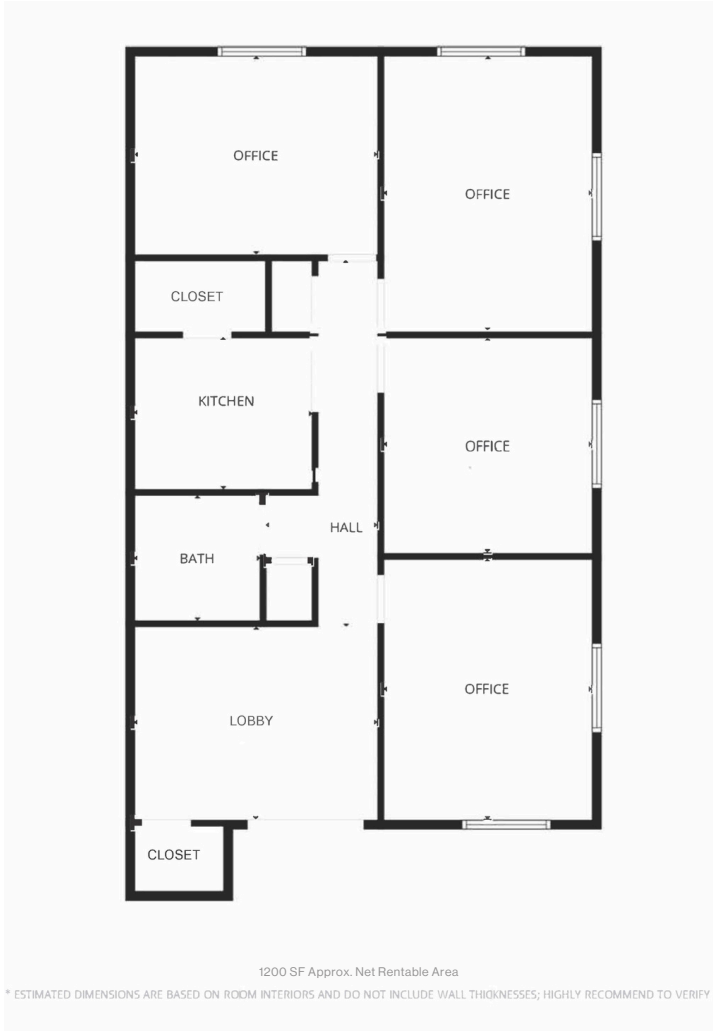 OFFICE
OFFICE
CLOSET
KITCHEN
OFFICE
HALL
BATH
OFFICE
LOBBY
CLOSET
1200 SF Approx. Net Rentable Area
* ESTIMATED DIMENSIONS ARE BASED ON ROOM INTERIORS AND DO NOT INCLUDE WALL THICKNESSES; HIGHLY RECOMMEND TO VERIFY